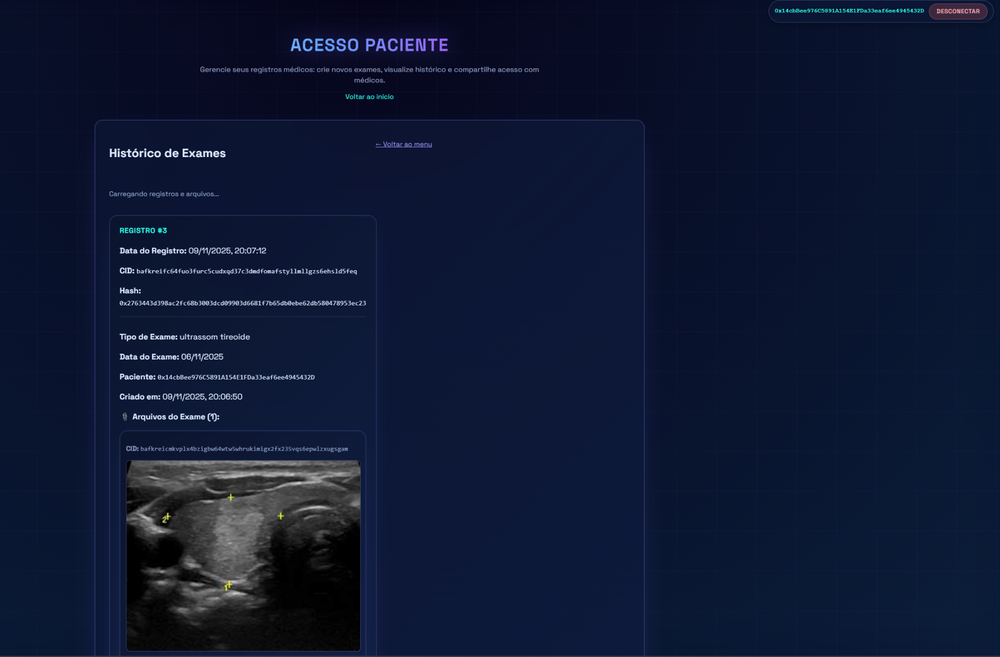 0x14cbBee976C5891A154E1FDa33eaf6ee4945432D DESCONECTAR
ACESSO PACIENTE
Gerencie seus registros médicos: crie novos exames, visualize histórico e compartilhe acesso com
médicos.
Voltar ao início
← Voltar ao menu
Histórico de Exames
Carregando registros e arquivos...
REGISTRO #3
Data do Registro: 09/11/2025, 20:07:12
CID: bafkreifc64fuo3furc5cudxqd37c3dmdfomafstyllmllgzs6ehsld5feq
Hash:
0x2763443d398ac2fc68b3003dcd09903d6681f7b65db0ebe62db580478953ec23
Tipo de Exame: ultrassom tireoide
Data do Exame: 06/11/2025
Paciente: 0x14cbBee976C5891A154E1FDa33eaf6ee4945432D
Criado em: 09/11/2025, 20:06:50
Arquivos do Exame (1):
CID: bafkreicmkvplx4bzigbw64wtw5whrukimigx2fx235vqs6epwlzxugsgam
2
1